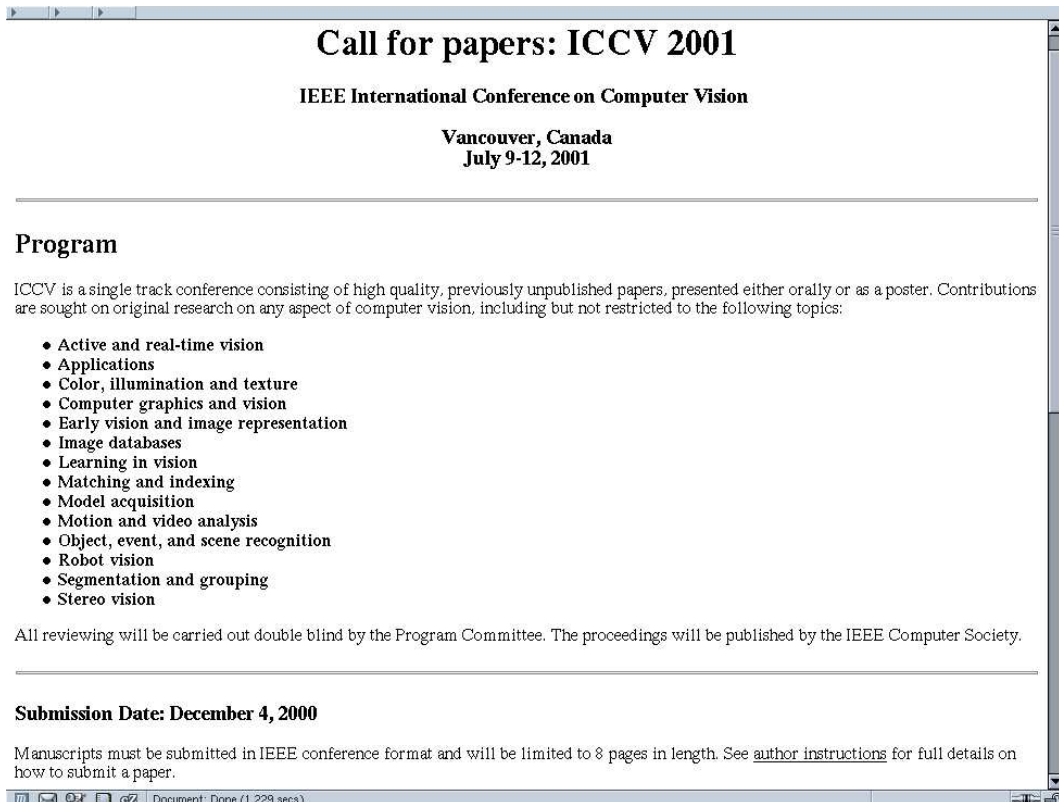 Call for papers: ICCV 2001
IEEE International Conference on Computer Vision
Vancouver, Canada
July 9-12, 2001
Program
ICCV is a single track conference consisting of high quality, previously unpublished papers, presented either orally or as a poster. Contributions
are sought on original research on any aspect of computer vision, including but not restricted to the following topics:
● Active and real-time vision
● Applications
● Color, illumination and texture
● Computer graphics and vision
● Early vision and image representation
● Image databases
● Learning in vision
● Matching and indexing
● Model acquisition
● Motion and video analysis
● Object, event, and scene recognition
● Robot vision
● Segmentation and grouping
● Stereo vision
All reviewing will be carried out double blind by the Program Committee. The proceedings will be published by the IEEE Computer Society.
Submission Date: December 4, 2000
Manuscripts must be submitted in IEEE conference format and will be limited to 8 pages in length. See author instructions for full details on
how to submit a paper.
Document: Done (1.229 secs)